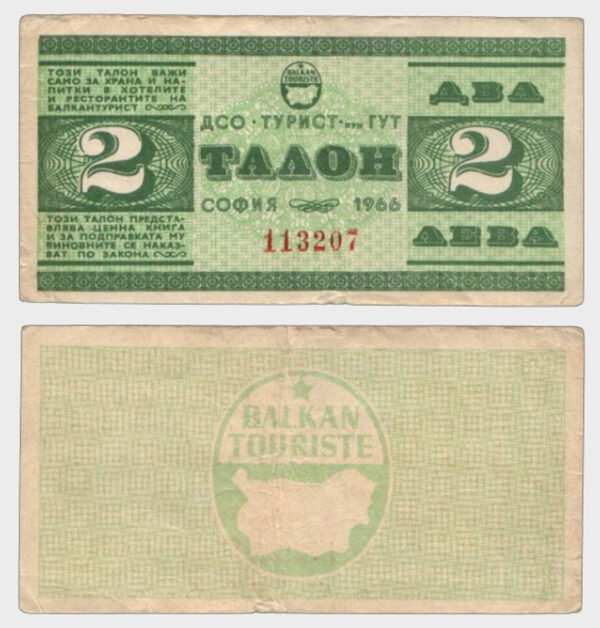 ТОЗИ ТАЛОН ВАЖИ
САМО ЗА ХРАНА И НА-
ПИТКИ В ХОТЕЛИТЕ
И РЕСТОРАНТИТЕ НА
БАЛКАНТУРИСТ
2
ТОЗИ ТАЛОН ПРЕДСТА-
ВЛЯВА ЦЕННА КНИГА
И ЗА ПОДПРАВКАТА МУ
ВИНОВНИТЕ СЕ НАКАЗ-
ВАТ ПО ЗАКОНА
BALKAN
TOURISTE
ДСО · ТУРИСТ · при ГУТ
ТАЛОН
СОФИЯ 1966
113207
ДВА
2
ЛЕВА
BALKAN
TOURISTE